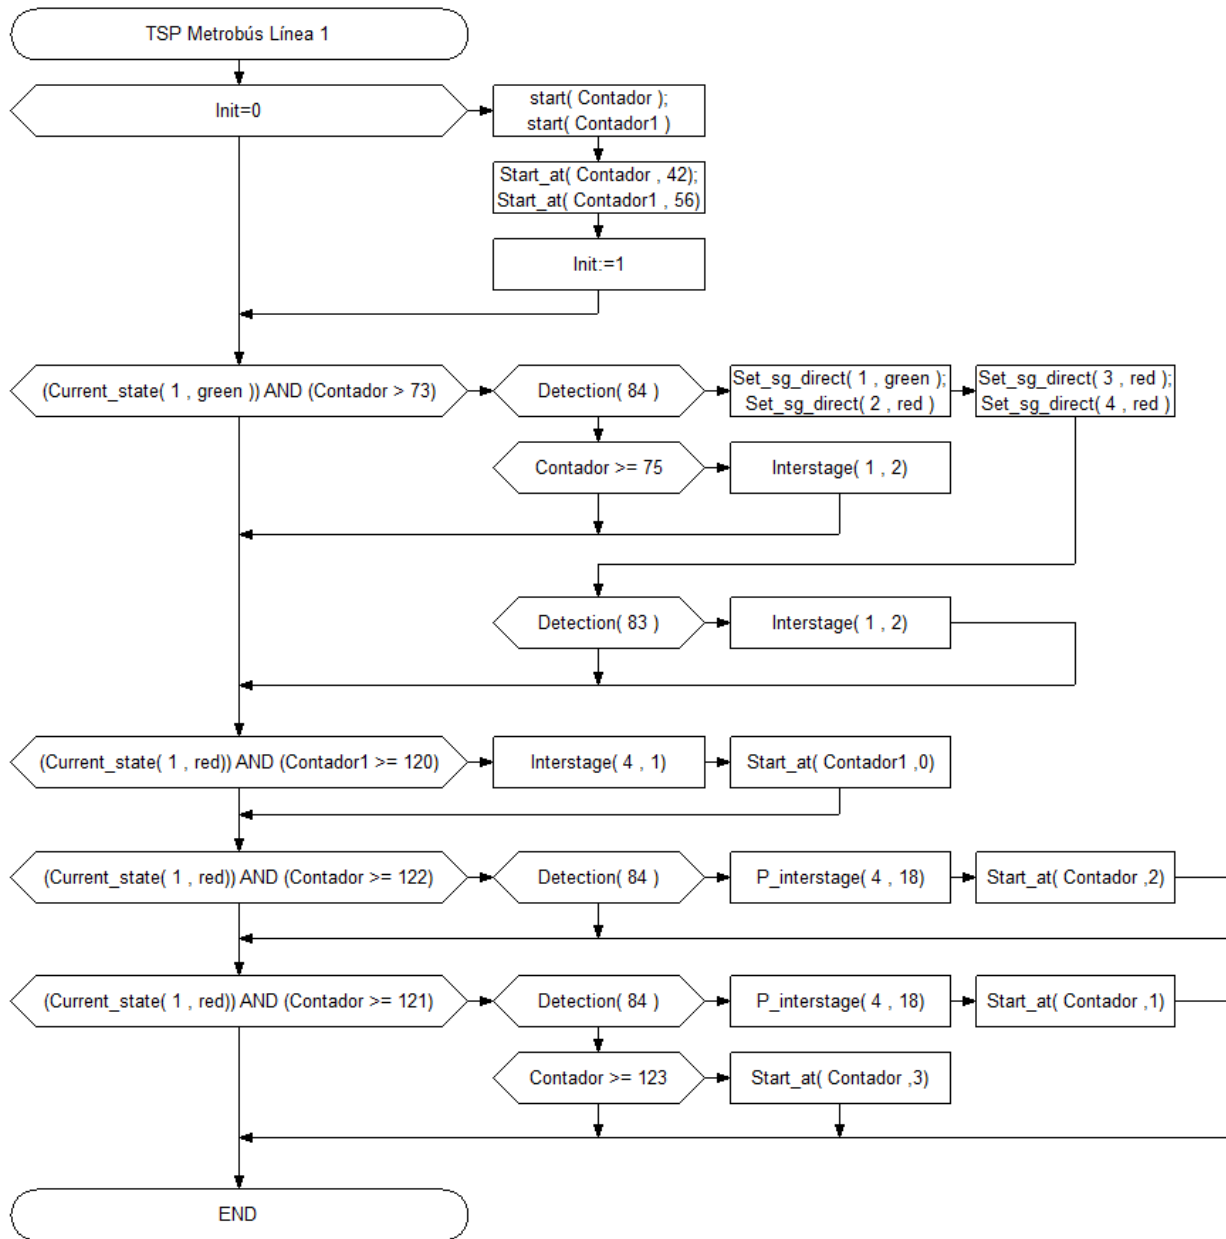 TSP Metrobús Línea 1
Init=0
start( Contador );
start( Contador1 )
Start_at( Contador , 42);
Start_at( Contador1 , 56)
Init:=1
(Current_state( 1 , green )) AND (Contador > 73)
Detection( 84 )
Set_sg_direct( 1 , green );
Set_sg_direct( 2 , red )
Set_sg_direct( 3 , red );
Set_sg_direct( 4 , red )
Contador >= 75
Interstage( 1 , 2)
Detection( 83 )
Interstage( 1 , 2)
(Current_state( 1 , red)) AND (Contador1 >= 120)
Interstage( 4 , 1)
Start_at( Contador1 ,0)
(Current_state( 1 , red)) AND (Contador >= 122)
Detection( 84 )
P_interstage( 4 , 18)
Start_at( Contador ,2)
(Current_state( 1 , red)) AND (Contador >= 121)
Detection( 84 )
P_interstage( 4 , 18)
Start_at( Contador ,1)
Contador >= 123
Start_at( Contador ,3)
END